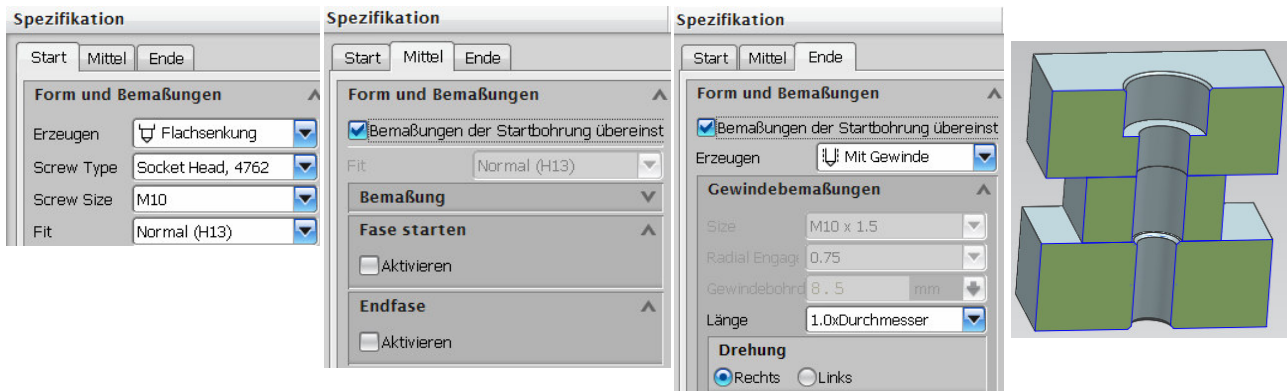 Spezifikation
Start Mittel Ende
Form und Bemaßungen
Erzeugen Flachsenkung
Screw Type Socket Head, 4762
Screw Size M10
Fit Normal (H13)
Spezifikation
Start Mittel Ende
Form und Bemaßungen
Bemaßungen der Startbohrung übereinst
Fit Normal (H13)
Bemaßung
Fase starten
Aktivieren
Endfase
Aktivieren
Spezifikation
Start Mittel Ende
Form und Bemaßungen
Bemaßungen der Startbohrung übereinst
Erzeugen Mit Gewinde
Gewindebemaßungen
Size M10 x 1.5
Radial Engag 0.75
Gewindebohrd 8.5 mm
Länge 1.0xDurchmesser
Drehung
Rechts Links